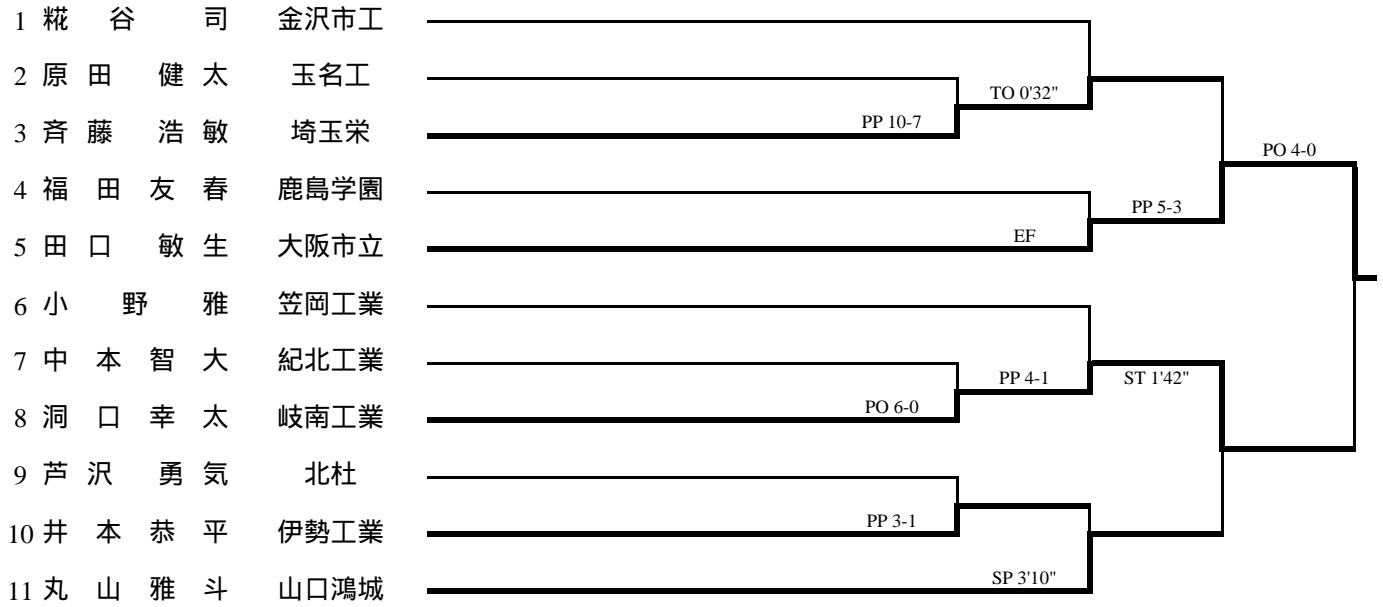 1 糀谷 司 金沢市工
2 原田 健太 玉名工
TO 0'32"
3 斉藤 浩敏 埼玉栄 PP 10-7
PO 4-0
4 福田友春 鹿島学園
PP 5-3
5 田口 敏生 大阪市立 EF
6 小野 雅 笠岡工業
7 中本智大 紀北工業
PP 4-1 ST 1'42"
8 洞口幸太 岐南工業 PO 6-0
9 芦沢 勇気 北杜
10 井本恭平 伊勢工業 PP 3-1
11 丸山雅斗 山口鴻城 SP 3'10"